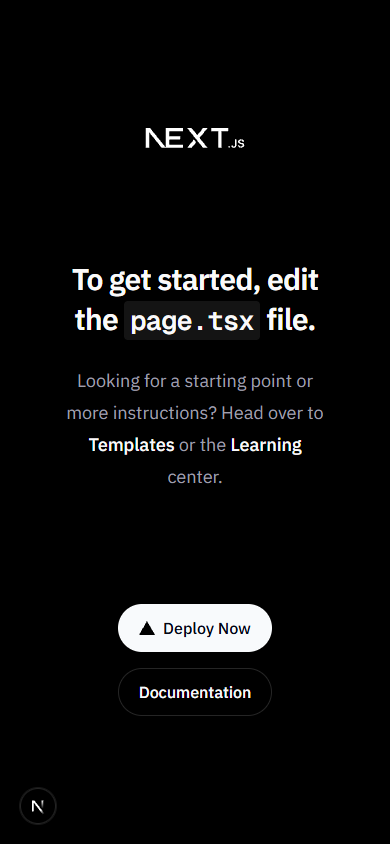 NEXT.JS
To get started, edit
the page.tsx file.
Looking for a starting point or
more instructions? Head over to
Templates or the Learning
center.
Deploy Now
Documentation
N